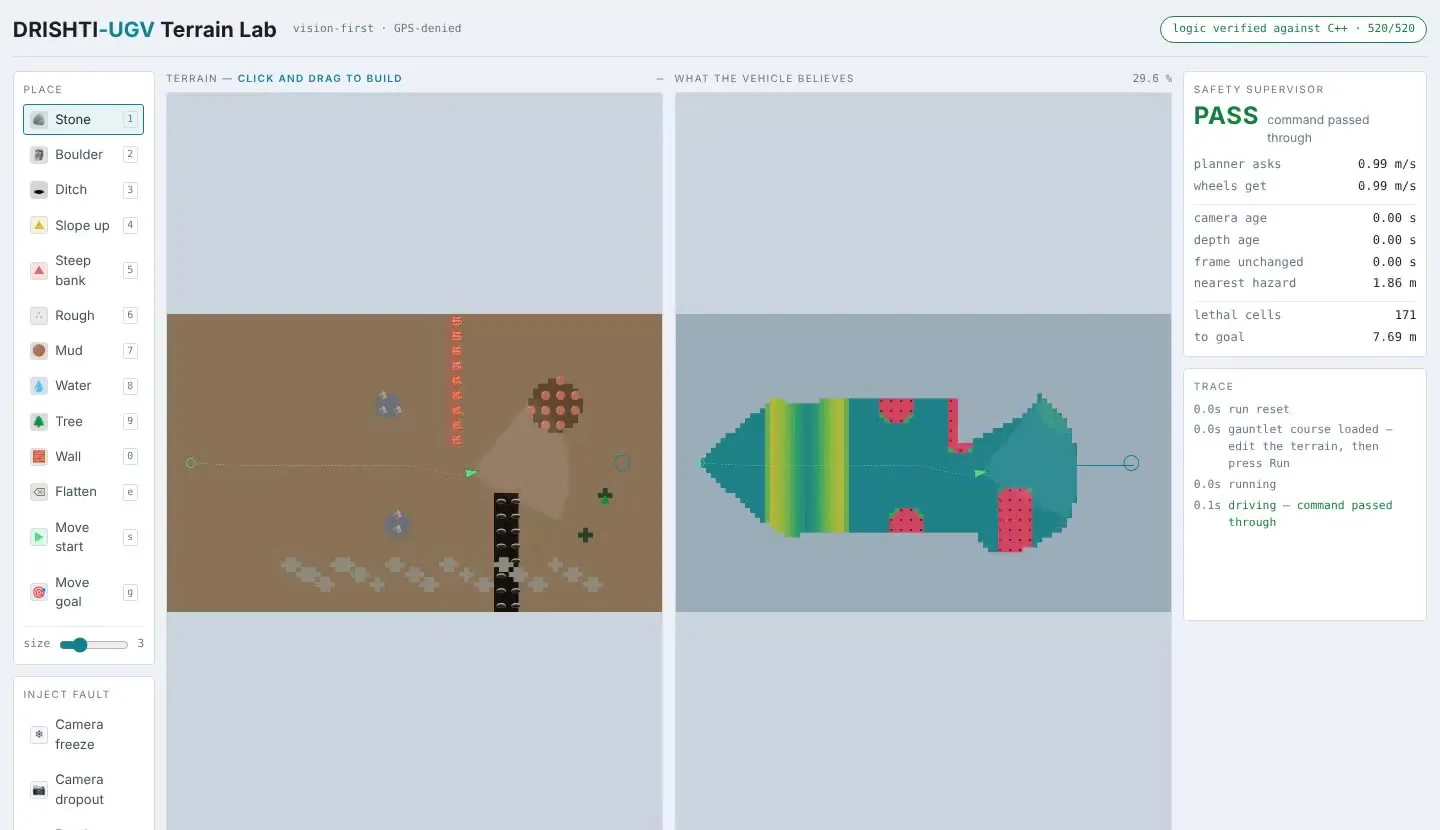 DRISHTI-UGV Terrain Lab
vision-first · GPS-denied
logic verified against C++ · 520/520
PLACE
Stone 1
Boulder 2
Ditch 3
Slope up 4
Steep
bank 5
Rough 6
Mud 7
Water 8
Tree 9
Wall 0
Flatten e
Move
start s
Move
goal g
size 3
INJECT FAULT
Camera
freeze
Camera
dropout
TERRAIN — CLICK AND DRAG TO BUILD —
WHAT THE VEHICLE BELIEVES 29.6 %
SAFETY SUPERVISOR
PASS command passed
through
planner asks 0.99 m/s
wheels get 0.99 m/s
camera age 0.00 s
depth age 0.00 s
frame unchanged 0.00 s
nearest hazard 1.86 m
lethal cells 171
to goal 7.69 m
TRACE
0.0s run reset
0.0s gauntlet course loaded —
edit the terrain, then
press Run
0.0s running
0.1s driving — command passed
through